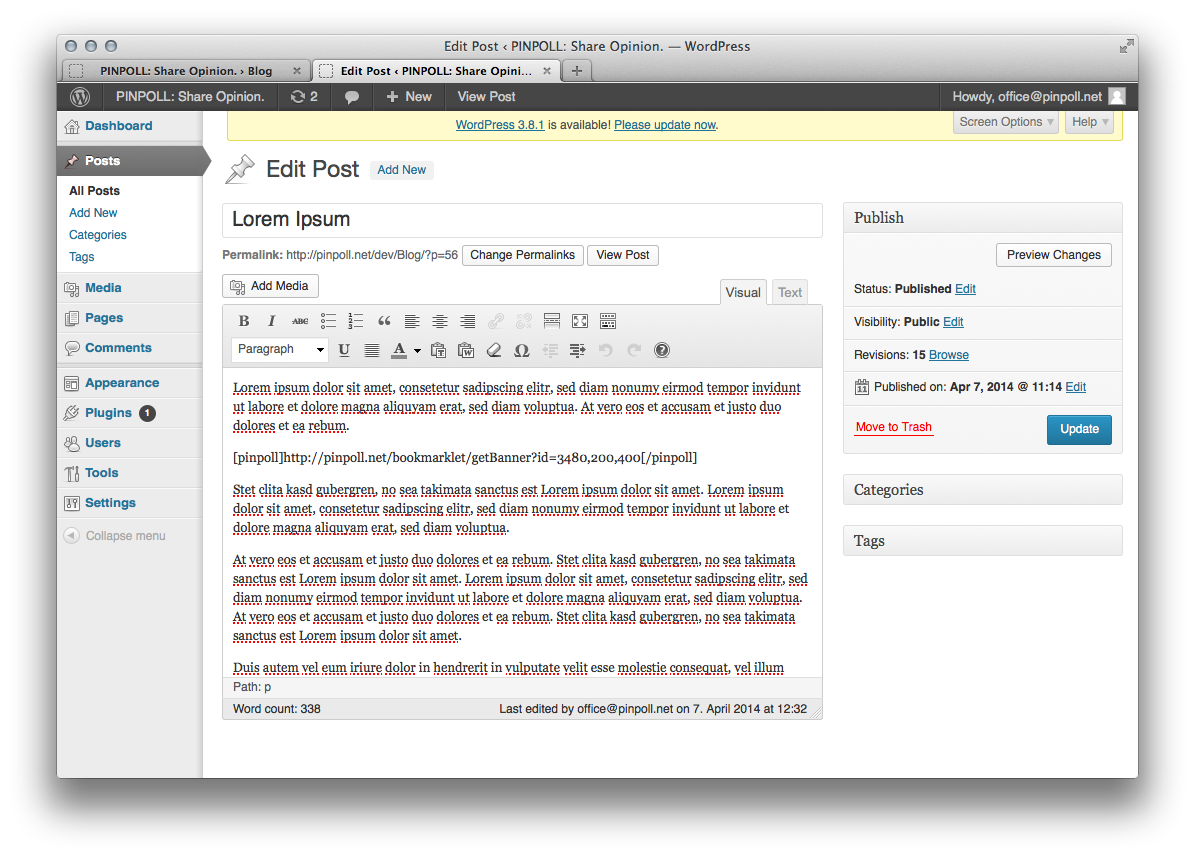 Edit Post ‹ PINPOLL: Share Opinion. — WordPress
PINPOLL: Share Opinion. › Blog
Edit Post ‹ PINPOLL: Share Opini...
PINPOLL: Share Opinion.
2
New
View Post
Howdy, office@pinpoll.net
WordPress 3.8.1 is available! Please update now.
Screen Options
Help
Dashboard
Posts
All Posts
Add New
Categories
Tags
Media
Pages
Comments
Appearance
Plugins 1
Users
Tools
Settings
Collapse menu
Edit Post
Add New
Lorem Ipsum
Permalink: http://pinpoll.net/dev/Blog/?p=56
Change Permalinks
View Post
Add Media
Visual
Text
B I ABC
Paragraph
U A T W Ω ?
Lorem ipsum dolor sit amet, consetetur sadipscing elitr, sed diam nonumy eirmod tempor invidunt
ut labore et dolore magna aliquyam erat, sed diam voluptua. At vero eos et accusam et justo duo
dolores et ea rebum.
[pinpoll]http://pinpoll.net/bookmarklet/getBanner?id=3480,200,400[/pinpoll]
Stet clita kasd gubergren, no sea takimata sanctus est Lorem ipsum dolor sit amet. Lorem ipsum
dolor sit amet, consetetur sadipscing elitr, sed diam nonumy eirmod tempor invidunt ut labore et
dolore magna aliquyam erat, sed diam voluptua.
At vero eos et accusam et justo duo dolores et ea rebum. Stet clita kasd gubergren, no sea takimata
sanctus est Lorem ipsum dolor sit amet. Lorem ipsum dolor sit amet, consetetur sadipscing elitr, sed
diam nonumy eirmod tempor invidunt ut labore et dolore magna aliquyam erat, sed diam voluptua.
At vero eos et accusam et justo duo dolores et ea rebum. Stet clita kasd gubergren, no sea takimata
sanctus est Lorem ipsum dolor sit amet.
Duis autem vel eum iriure dolor in hendrerit in vulputate velit esse molestie consequat, vel illum
Path: p
Word count: 338
Last edited by office@pinpoll.net on 7. April 2014 at 12:32
Publish
Preview Changes
Status: Published Edit
Visibility: Public Edit
Revisions: 15 Browse
11 Published on: Apr 7, 2014 @ 11:14 Edit
Move to Trash
Update
Categories
Tags